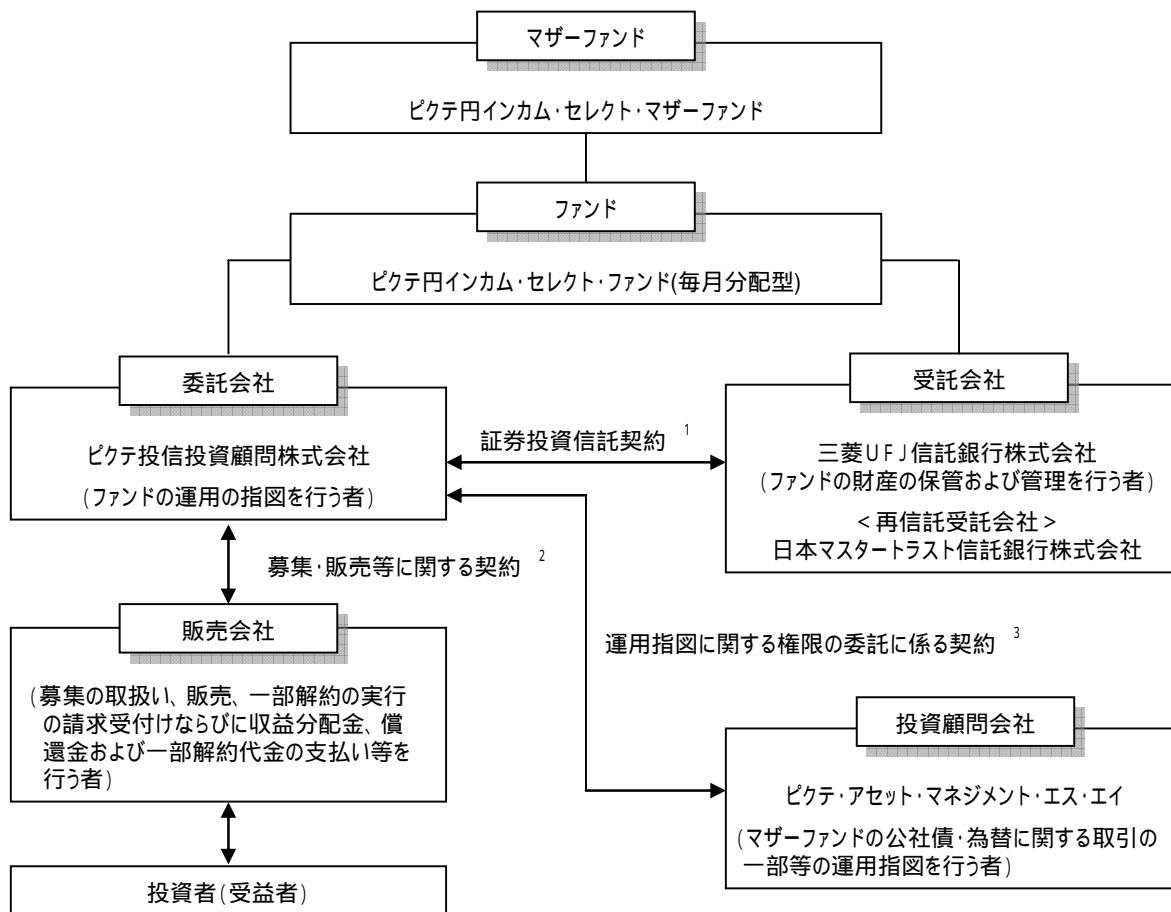 マザーファンド
ピクテ円インカム・セレクト・マザーファンド
ファンド
ピクテ円インカム・セレクト・ファンド(毎月分配型)
委託会社
ピクテ投信投資顧問株式会社
(ファンドの運用の指図を行う者)
証券投資信託契約 1
受託会社
三菱UFJ信託銀行株式会社
(ファンドの財産の保管および管理を行う者)
<再信託受託会社>
日本マスタートラスト信託銀行株式会社
募集・販売等に関する契約 2
販売会社
(募集の取扱い、販売、一部解約の実行
の請求受付けならびに収益分配金、償
還金および一部解約代金の支払い等を
行う者)
運用指図に関する権限の委託に係る契約 3
投資顧問会社
ピクテ・アセット・マネジメント・エス・エイ
(マザーファンドの公社債・為替に関する取引の
一部等の運用指図を行う者)
投資者(受益者)